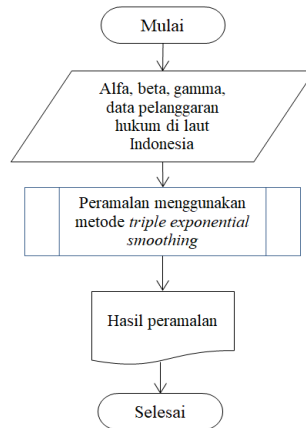 Mulai
Alfa, beta, gamma,
data pelanggaran
hukum di laut
Indonesia
Peramalan menggunakan
metode triple exponential
smoothing
Hasil peramalan
Selesai